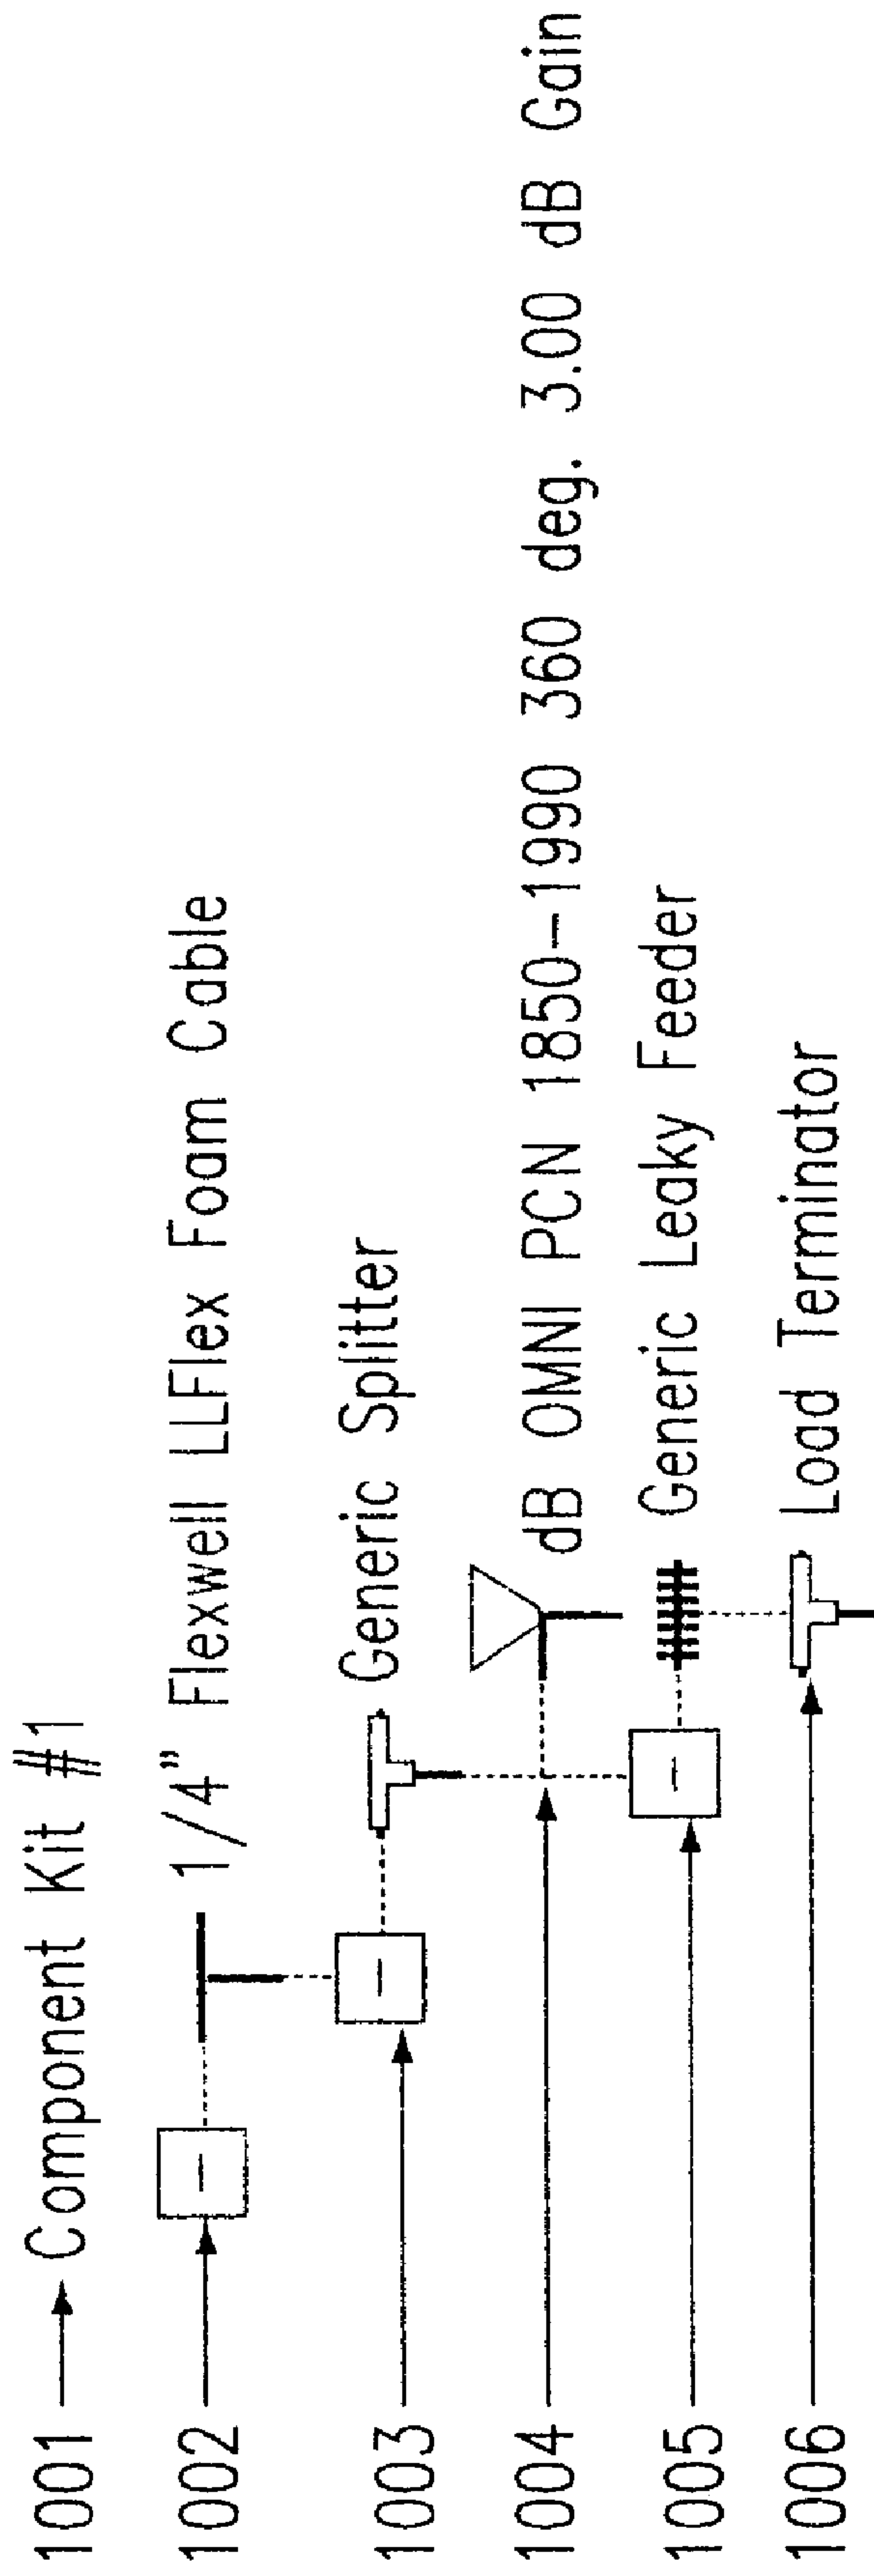 1001 Component Kit #1
1002 1/4" Flexwell LLFlex Foam Cable
1003 Generic Splitter
1004 dB OMNI PCN 1850-1990 360 deg. 3.00 dB Gain
1005 Generic Leaky Feeder
1006 Load Terminator